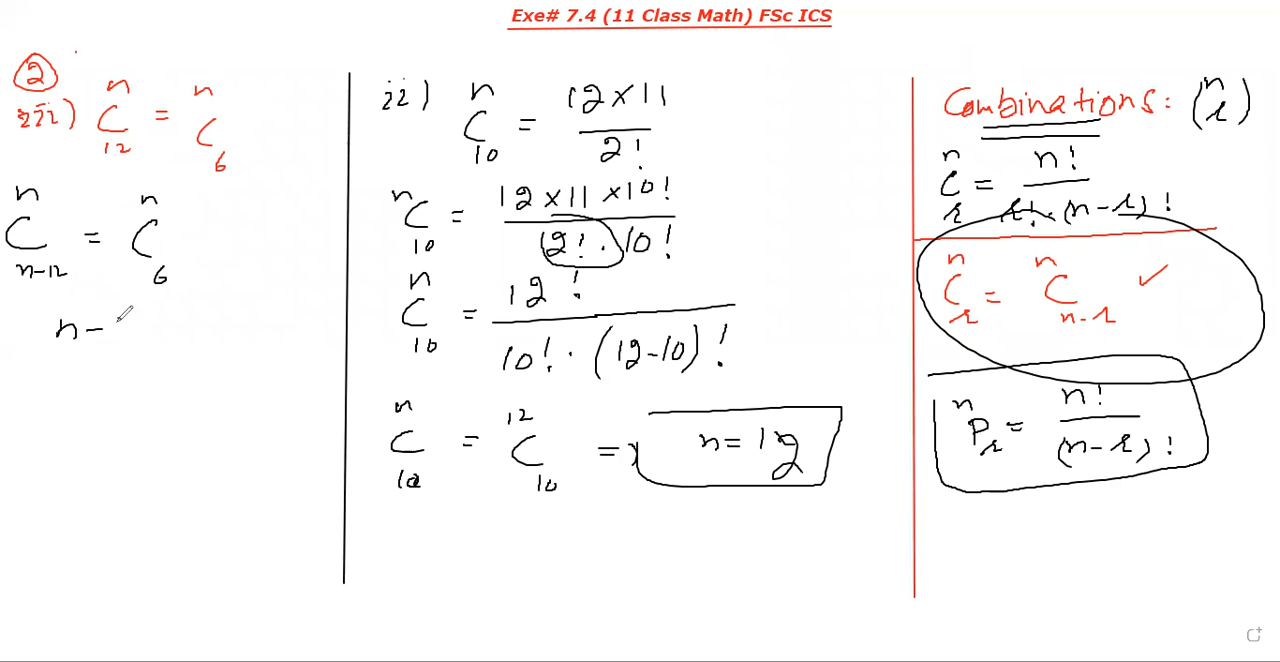 Exe# 7.4 (11 Class Math) FSc ICS
2
iii) ⁿC₁₂ = ⁿC₆
ⁿCₙ₋₁₂ = ⁿC₆
n -
ii) ⁿC₁₀ = 12 × 11 / 2!
ⁿC₁₀ = 12 × 11 × 10! / 2! · 10!
ⁿC₁₀ = 12! / 10! · (12-10)!
ⁿC₁₀ = ¹²C₁₀ => n = 12
Combinations: (n r)
ⁿCᵣ = n! / r! · (n-r)!
ⁿCᵣ = ⁿCₙ₋ᵣ ✓
ⁿPᵣ = n! / (n-r)!